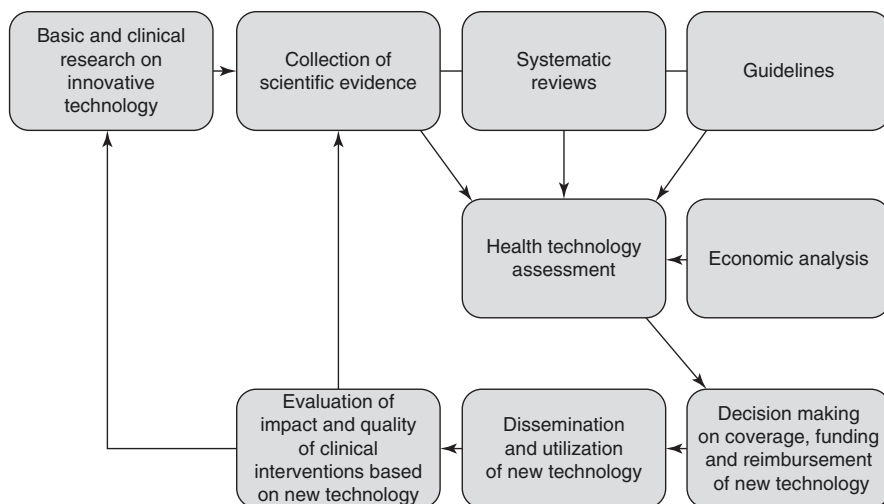 Basic and clinical
research on
innovative
technology
Collection of
scientific evidence
Systematic
reviews
Guidelines
Health technology
assessment
Economic analysis
Evaluation of
impact and quality
of clinical
interventions based
on new technology
Dissemination
and utilization
of new technology
Decision making
on coverage, funding
and reimbursement
of new technology